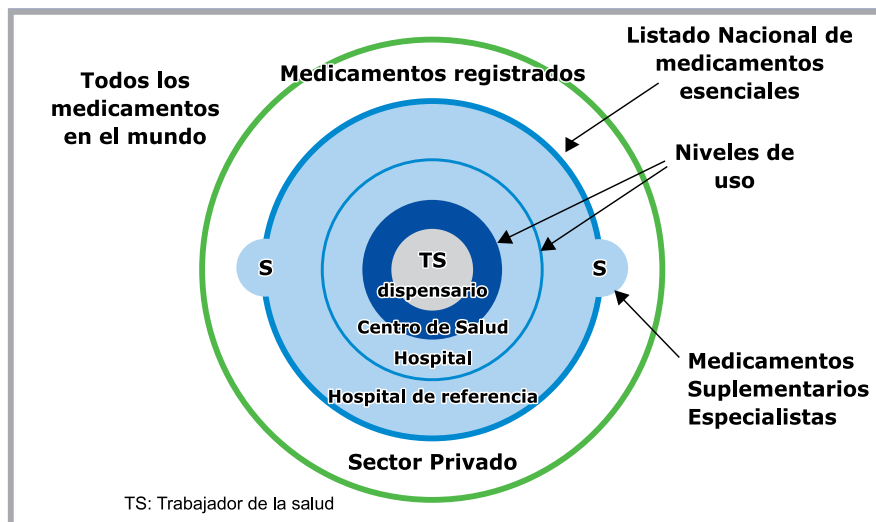 Todos los
medicamentos
en el mundo
Medicamentos registrados
Listado Nacional de
medicamentos
esenciales
Niveles de
uso
S
TS
S
dispensario
Centro de Salud
Hospital
Hospital de referencia
Medicamentos
Suplementarios
Especialistas
Sector Privado
TS: Trabajador de la salud